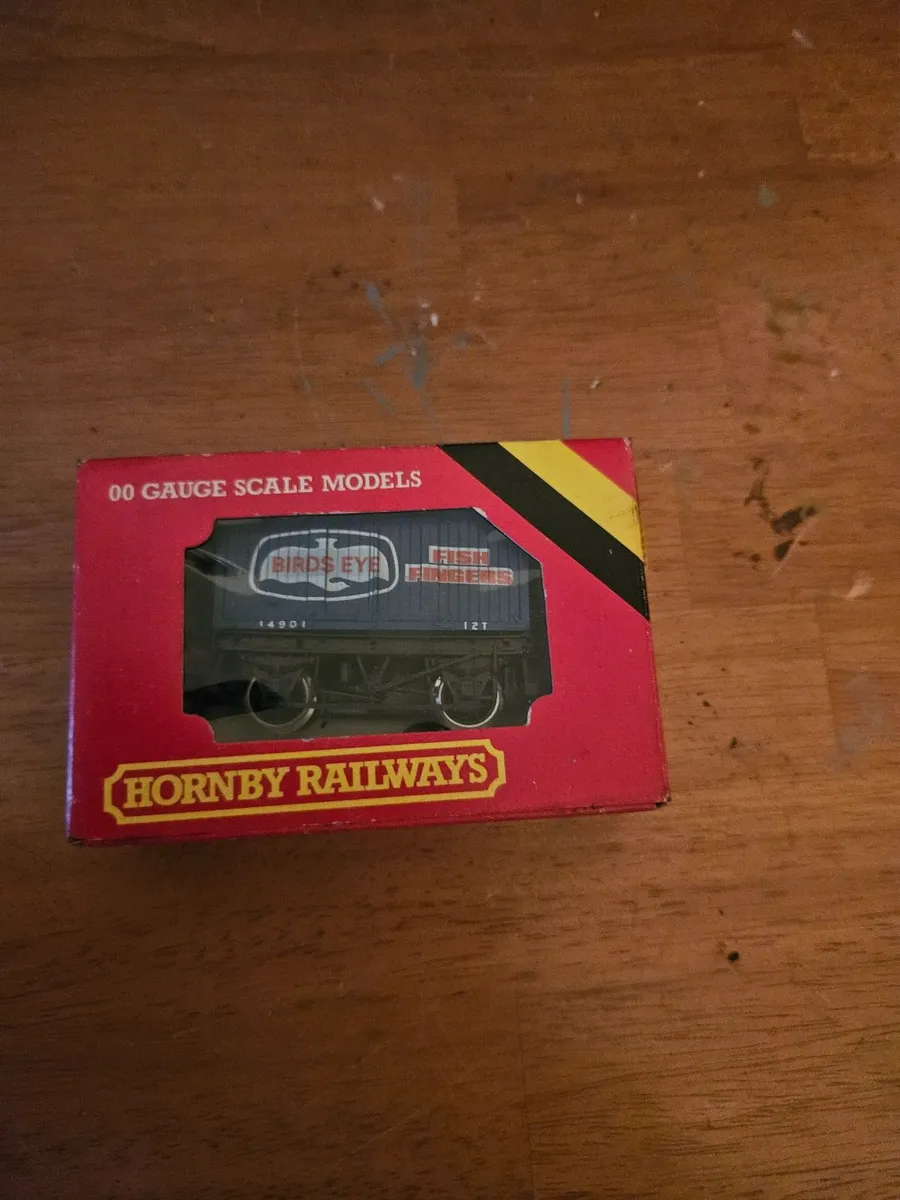 00 GAUGE SCALE MODELS
BIRDS EYE
FISH
FINGERS
14901
12T
HORNBY RAILWAYS